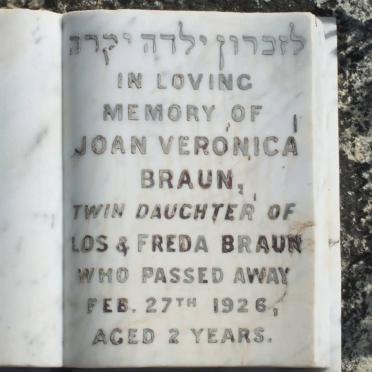 לזכרון ילדה יקרה
IN LOVING
MEMORY OF
JOAN VERONICA
BRAUN,
TWIN DAUGHTER OF
LOS & FREDA BRAUN
WHO PASSED AWAY
FEB. 27TH 1926,
AGED 2 YEARS.